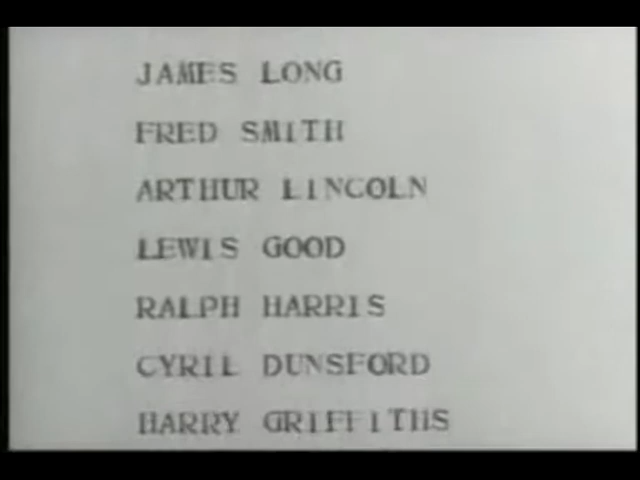 JAMES LONG
FRED SMITH
ARTHUR LINCOLN
LEWIS GOOD
RALPH HARRIS
CYRIL DUNSFORD
HARRY GRIFFITHS